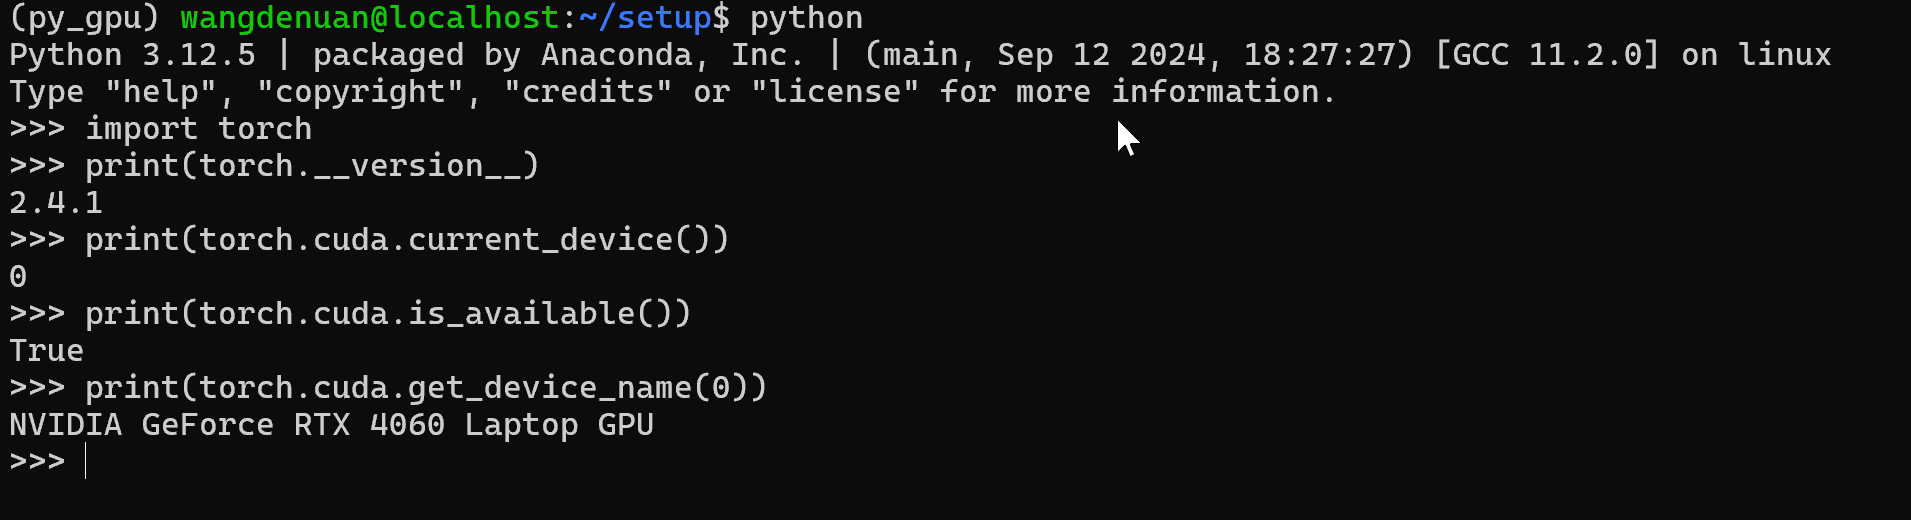 (py_gpu) wangdenuan@localhost:~/setup$ python
Python 3.12.5 | packaged by Anaconda, Inc. | (main, Sep 12 2024, 18:27:27) [GCC 11.2.0] on linux
Type "help", "copyright", "credits" or "license" for more information.
>>> import torch
>>> print(torch.__version__)
2.4.1
>>> print(torch.cuda.current_device())
0
>>> print(torch.cuda.is_available())
True
>>> print(torch.cuda.get_device_name(0))
NVIDIA GeForce RTX 4060 Laptop GPU
>>>